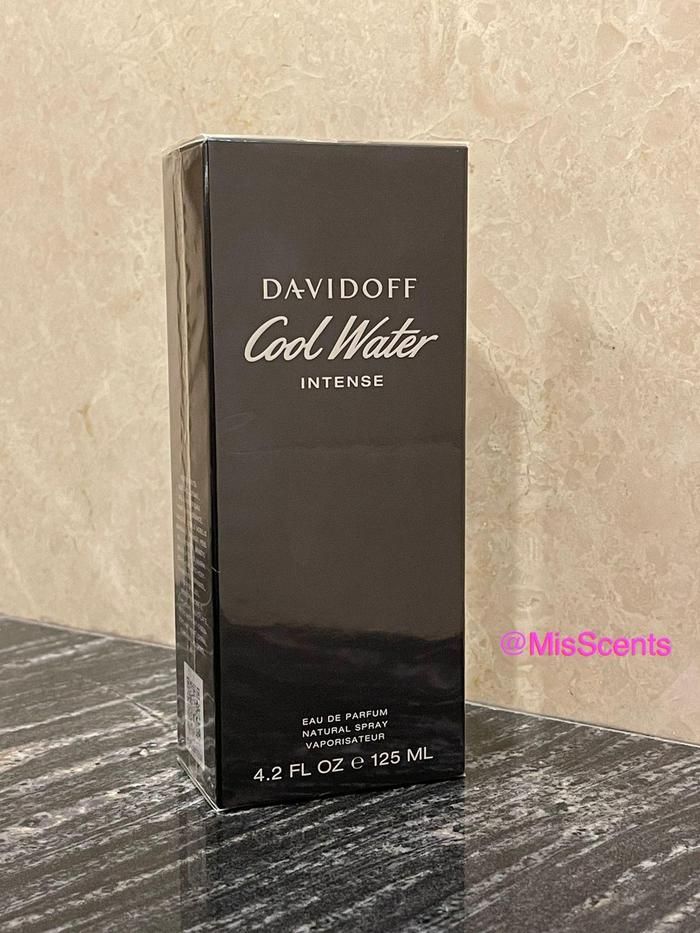 DAVIDOFF
Cool Water
INTENSE
@MisScents
EAU DE PARFUM
NATURAL SPRAY
VAPORISATEUR
4.2 FL OZ ℮ 125 ML